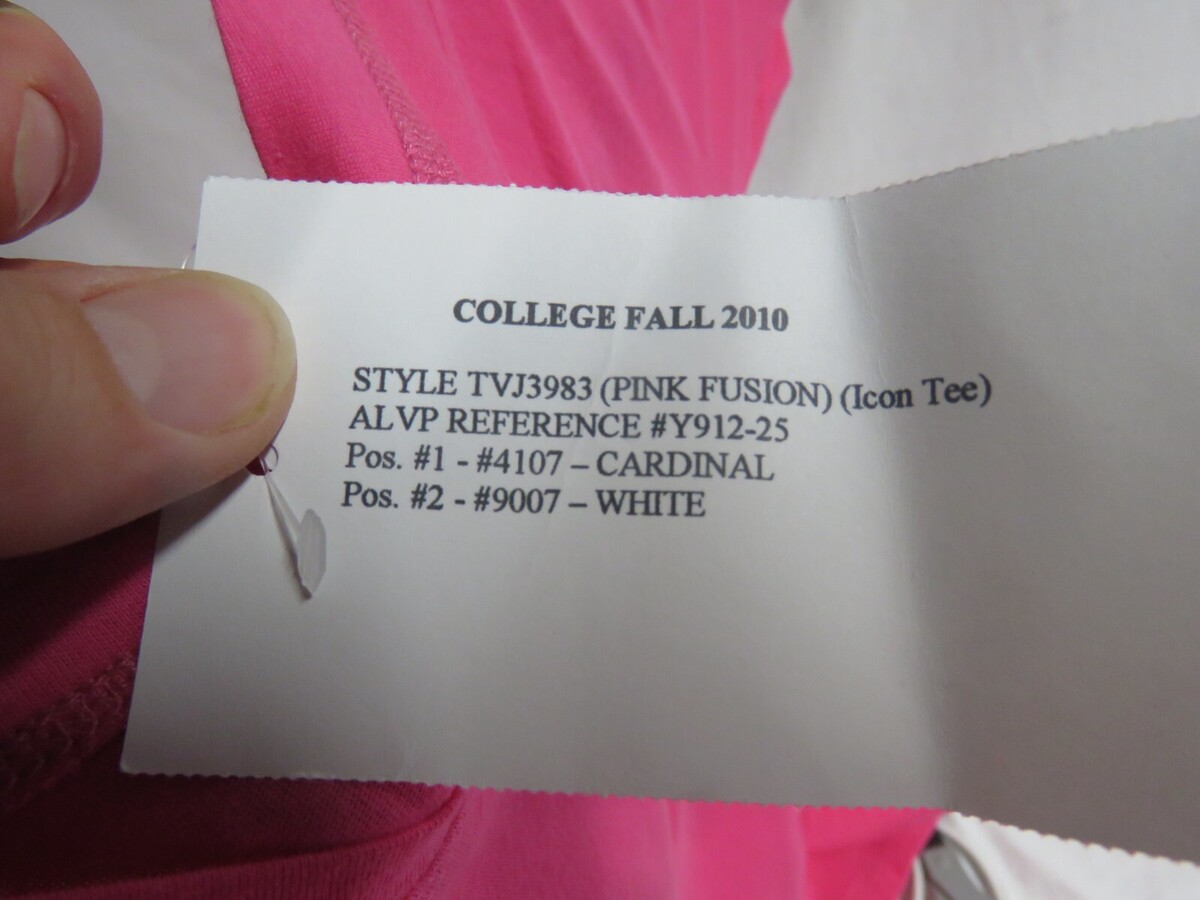 COLLEGE FALL 2010
STYLE TVJ3983 (PINK FUSION) (Icon Tee)
ALVP REFERENCE #Y912-25
Pos. #1 - #4107 – CARDINAL
Pos. #2 - #9007 – WHITE